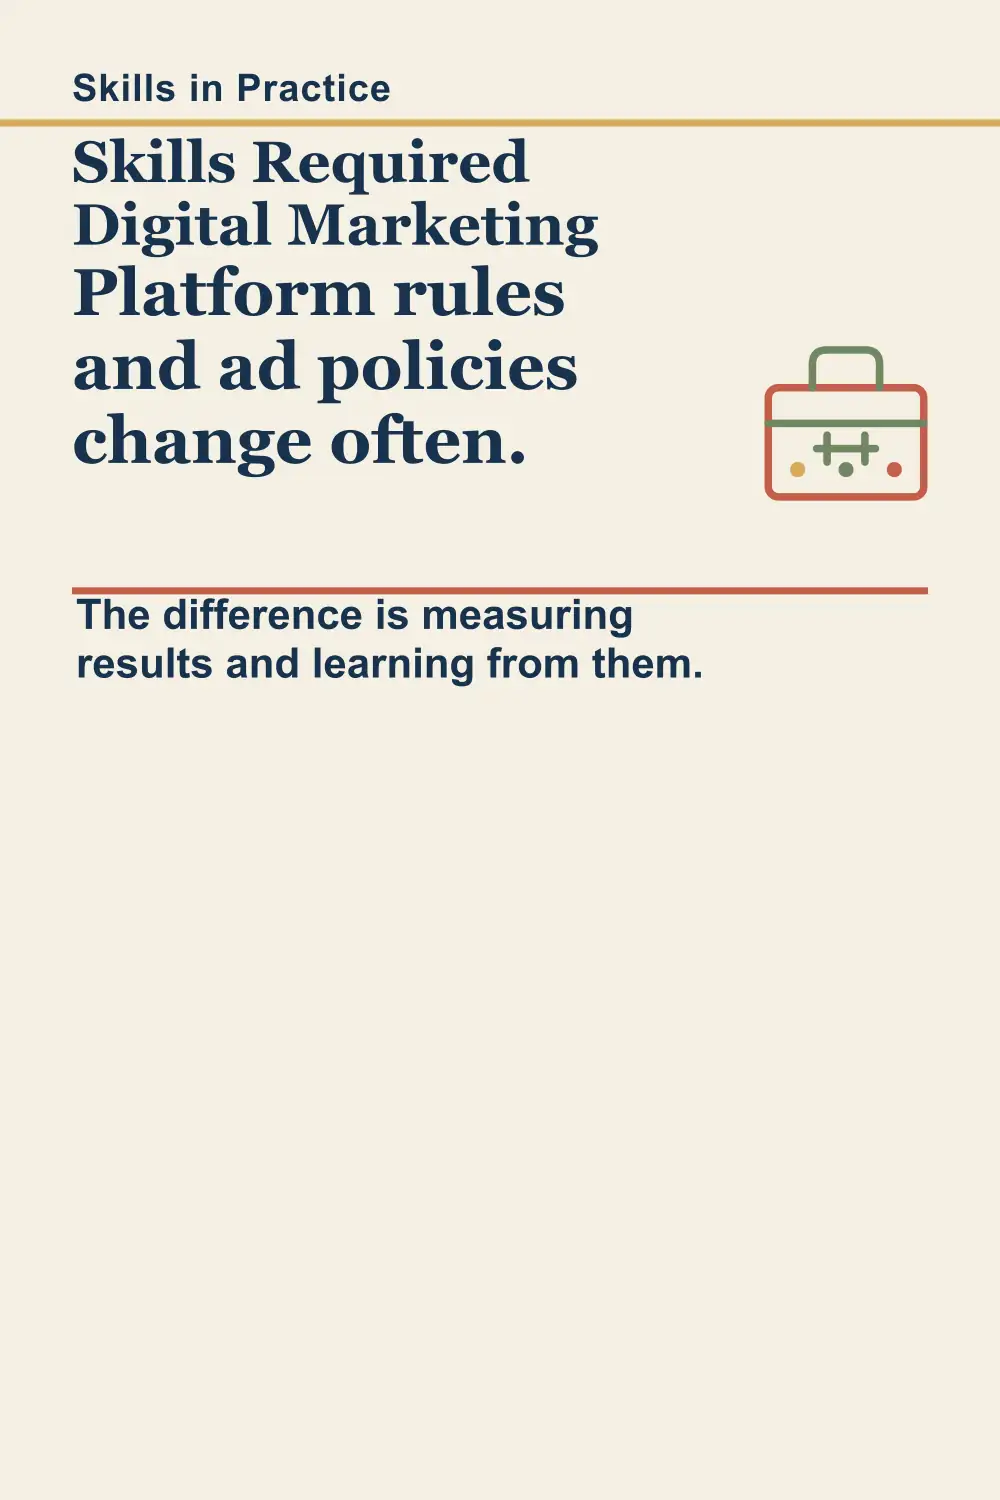 Skills in Practice
Skills Required
Digital Marketing
Platform rules
and ad policies
change often.
The difference is measuring
results and learning from them.